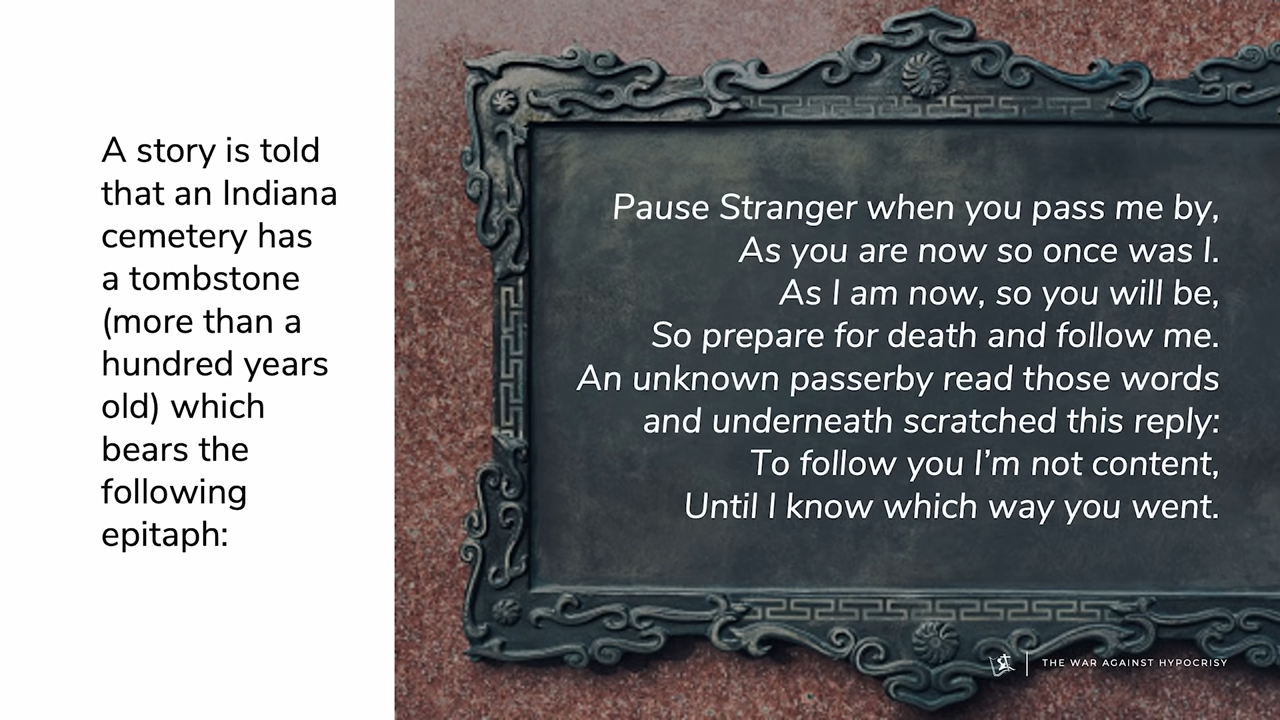 A story is told
that an Indiana
cemetery has
a tombstone
(more than a
hundred years
old) which
bears the
following
epitaph:
Pause Stranger when you pass me by,
As you are now so once was I.
As I am now, so you will be,
So prepare for death and follow me.
An unknown passerby read those words
and underneath scratched this reply:
To follow you I’m not content,
Until I know which way you went.
THE WAR AGAINST HYPOCRISY